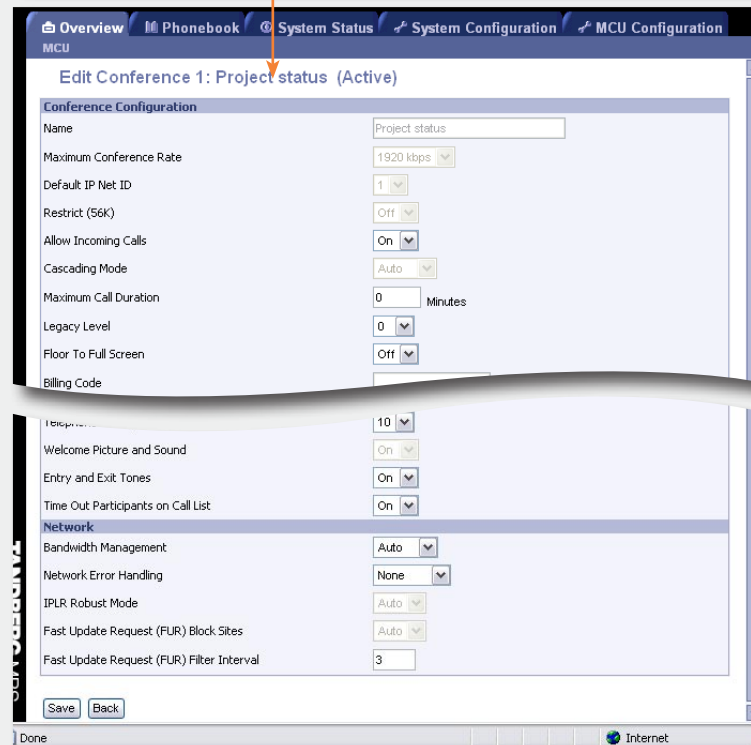 Overview Phonebook System Status System Configuration MCU Configuration
MCU
Edit Conference 1: Project status (Active)
Conference Configuration
Name Project status
Maximum Conference Rate 1920 kbps
Default IP Net ID 1
Restrict (56K) Off
Allow Incoming Calls On
Cascading Mode Auto
Maximum Call Duration 0 Minutes
Legacy Level 0
Floor To Full Screen Off
Billing Code
10
Welcome Picture and Sound On
Entry and Exit Tones On
Time Out Participants on Call List On
Network
Bandwidth Management Auto
Network Error Handling None
IPLR Robust Mode Auto
Fast Update Request (FUR) Block Sites Auto
Fast Update Request (FUR) Filter Interval 3
Save Back
Done Internet
TANDBERG